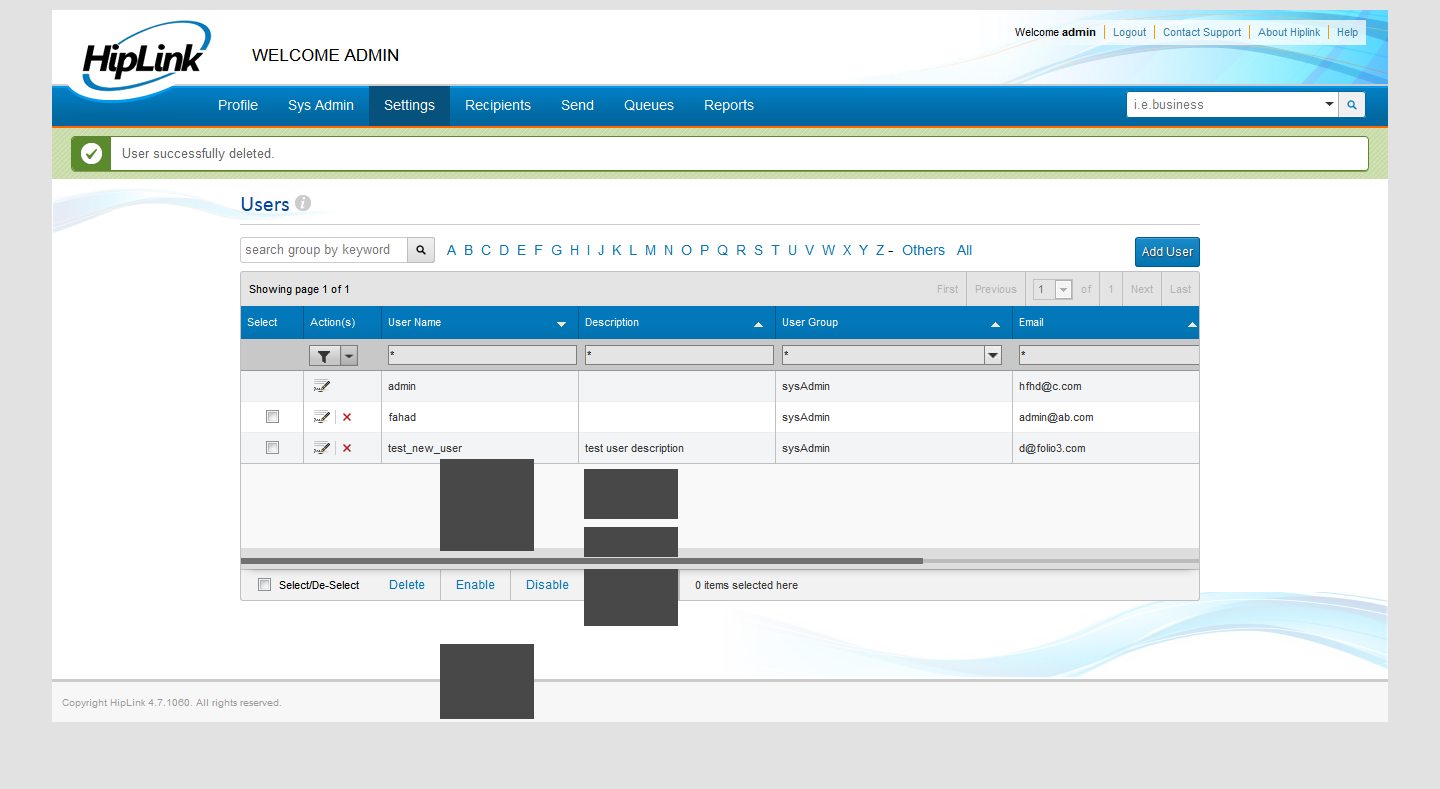 HipLink
WELCOME ADMIN
Welcome admin Logout Contact Support About Hiplink Help
Profile Sys Admin Settings Recipients Send Queues Reports i.e.business
User successfully deleted.
Users i
search group by keyword A B C D E F G H I J K L M N O P Q R S T U V W X Y Z - Others All Add User
Showing page 1 of 1 First Previous 1 of 1 Next Last
Select Action(s) User Name Description User Group Email
* * * *
admin sysAdmin hfhd@c.com
fahad sysAdmin admin@ab.com
test_new_user test user description sysAdmin d@folio3.com
Select/De-Select Delete Enable Disable 0 items selected here
Copyright HipLink 4.7.1060. All rights reserved.